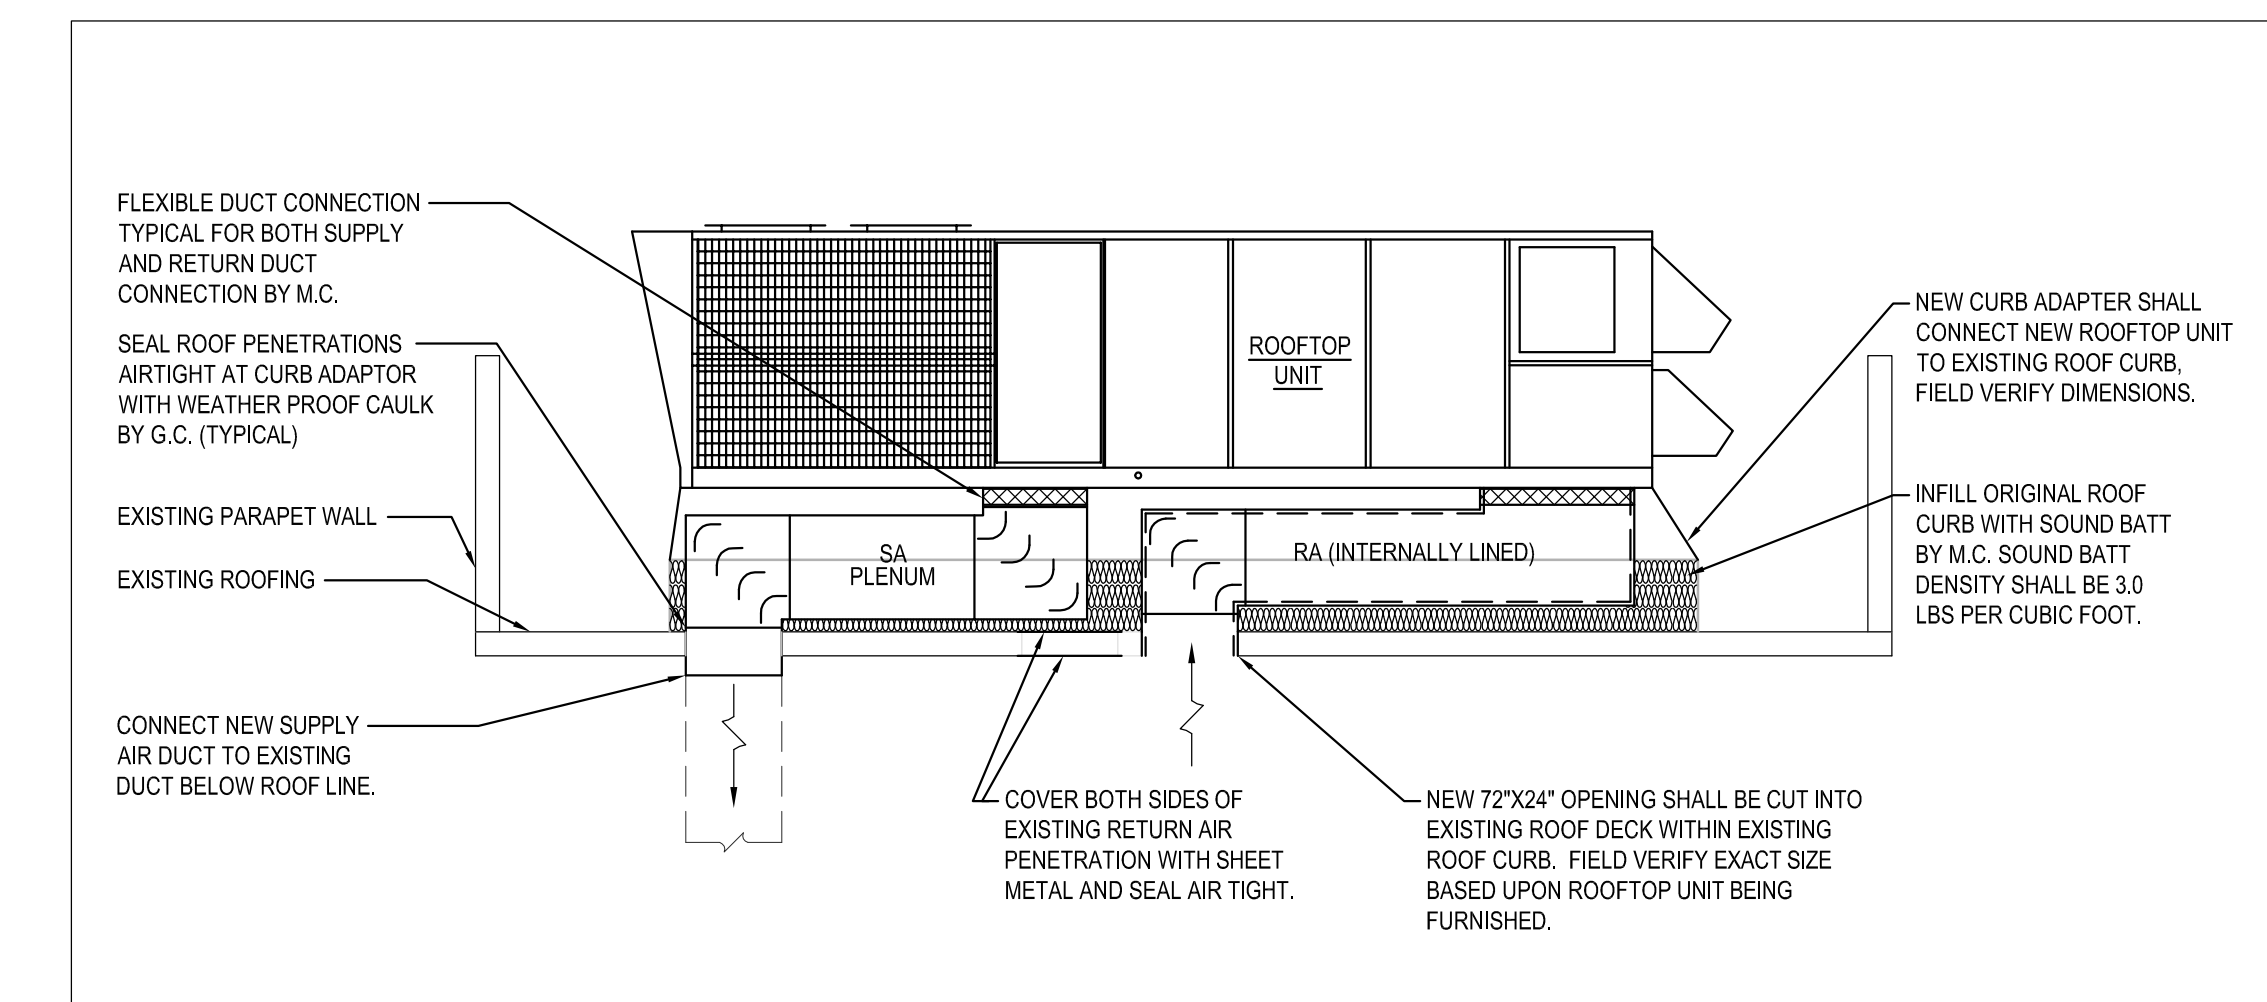 FLEXIBLE DUCT CONNECTION
TYPICAL FOR BOTH SUPPLY
AND RETURN DUCT
CONNECTION BY M.C.
SEAL ROOF PENETRATIONS
AIRTIGHT AT CURB ADAPTOR
WITH WEATHER PROOF CAULK
BY G.C. (TYPICAL)
EXISTING PARAPET WALL
EXISTING ROOFING
CONNECT NEW SUPPLY
AIR DUCT TO EXISTING
DUCT BELOW ROOF LINE.
ROOFTOP
UNIT
SA
PLENUM
RA (INTERNALLY LINED)
COVER BOTH SIDES OF
EXISTING RETURN AIR
PENETRATION WITH SHEET
METAL AND SEAL AIR TIGHT.
NEW 72"X24" OPENING SHALL BE CUT INTO
EXISTING ROOF DECK WITHIN EXISTING
ROOF CURB. FIELD VERIFY EXACT SIZE
BASED UPON ROOFTOP UNIT BEING
FURNISHED.
NEW CURB ADAPTER SHALL
CONNECT NEW ROOFTOP UNIT
TO EXISTING ROOF CURB,
FIELD VERIFY DIMENSIONS.
INFILL ORIGINAL ROOF
CURB WITH SOUND BATT
BY M.C. SOUND BATT
DENSITY SHALL BE 3.0
LBS PER CUBIC FOOT.